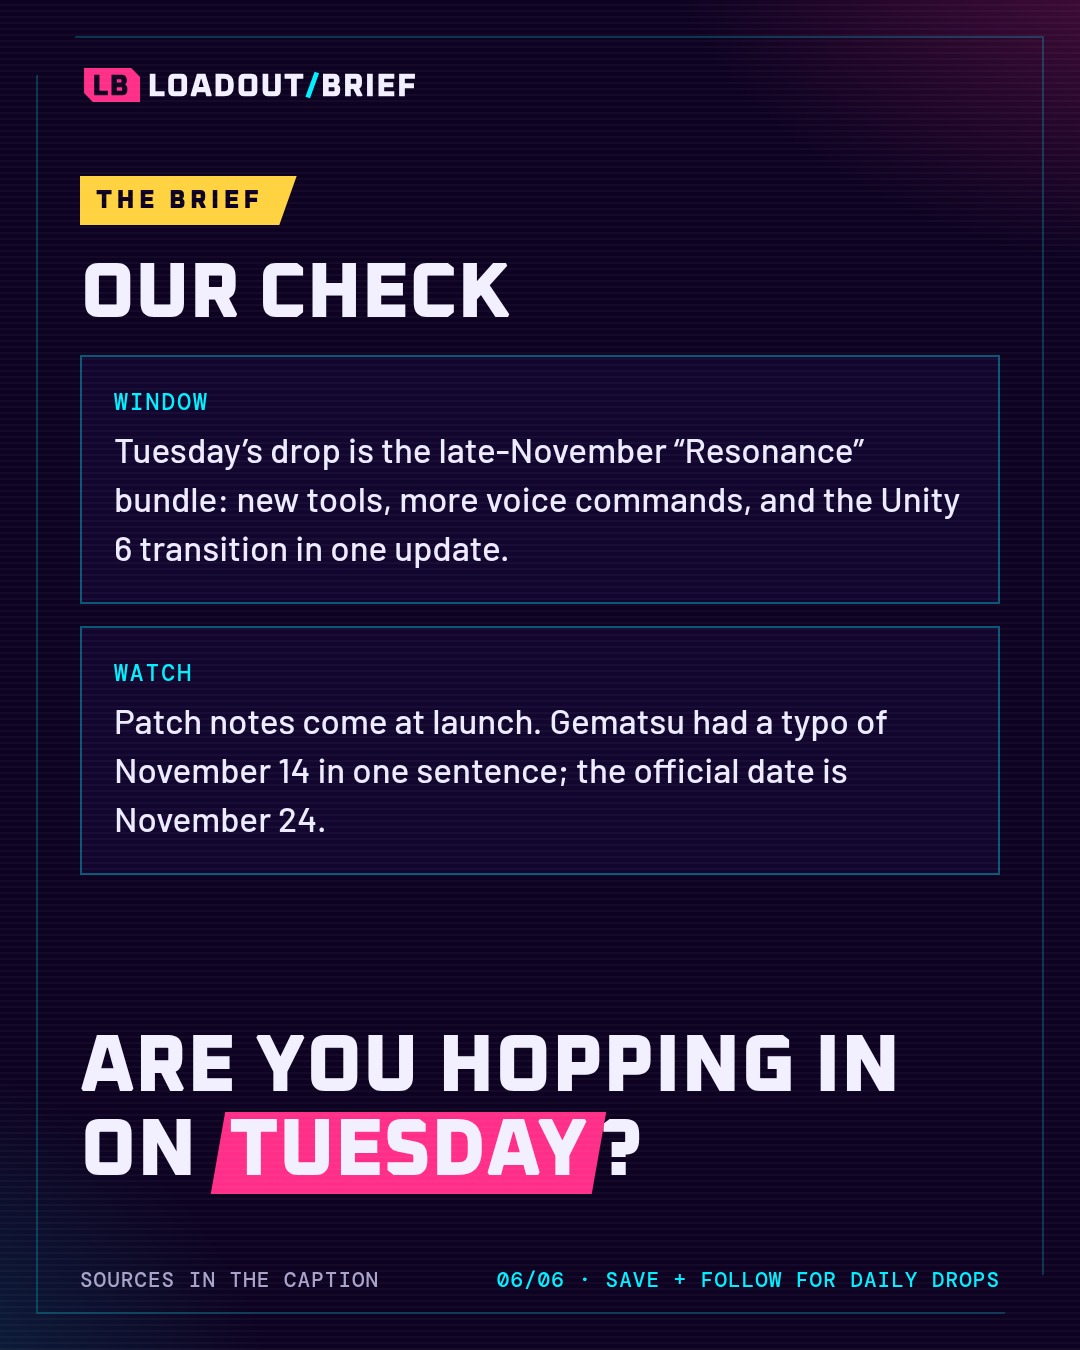 LB LOADOUT/BRIEF
THE BRIEF
OUR CHECK
WINDOW
Tuesday’s drop is the late-November “Resonance”
bundle: new tools, more voice commands, and the Unity
6 transition in one update.
WATCH
Patch notes come at launch. Gematsu had a typo of
November 14 in one sentence; the official date is
November 24.
ARE YOU HOPPING IN
ON TUESDAY?
SOURCES IN THE CAPTION
06/06 · SAVE + FOLLOW FOR DAILY DROPS